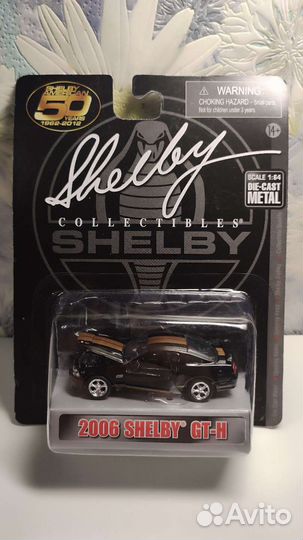 SHELBY AMERICAN
50
YEARS
1962-2012
WARNING:
CHOKING HAZARD - Small parts.
Not for children under 3 years.
14+
Shelby
COLLECTIBLES®
SHELBY
SCALE 1:64
DIE-CAST
METAL
2006 SHELBY® GT-H
Avito